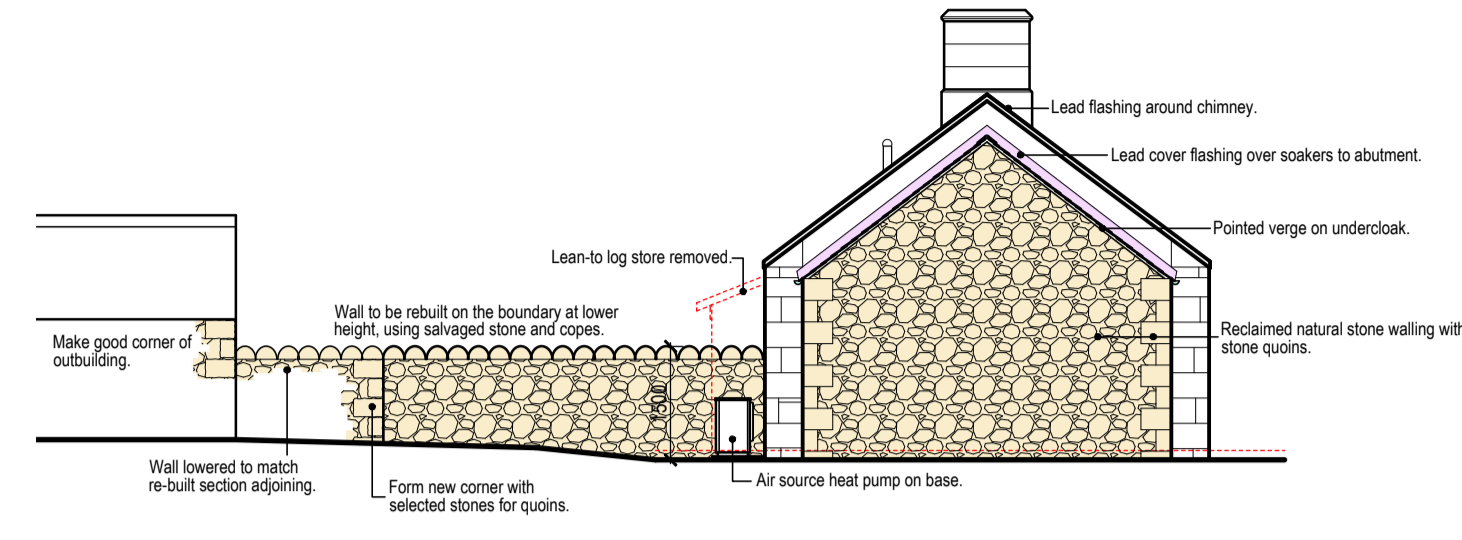 Lead flashing around chimney.
Lead cover flashing over soakers to abutment.
Pointed verge on undercloak.
Lean-to log store removed.
Wall to be rebuilt on the boundary at lower
height, using salvaged stone and copes.
Make good corner of
outbuilding.
Reclaimed natural stone walling with
stone quoins.
1500
Wall lowered to match
re-built section adjoining.
Form new corner with
selected stones for quoins.
Air source heat pump on base.